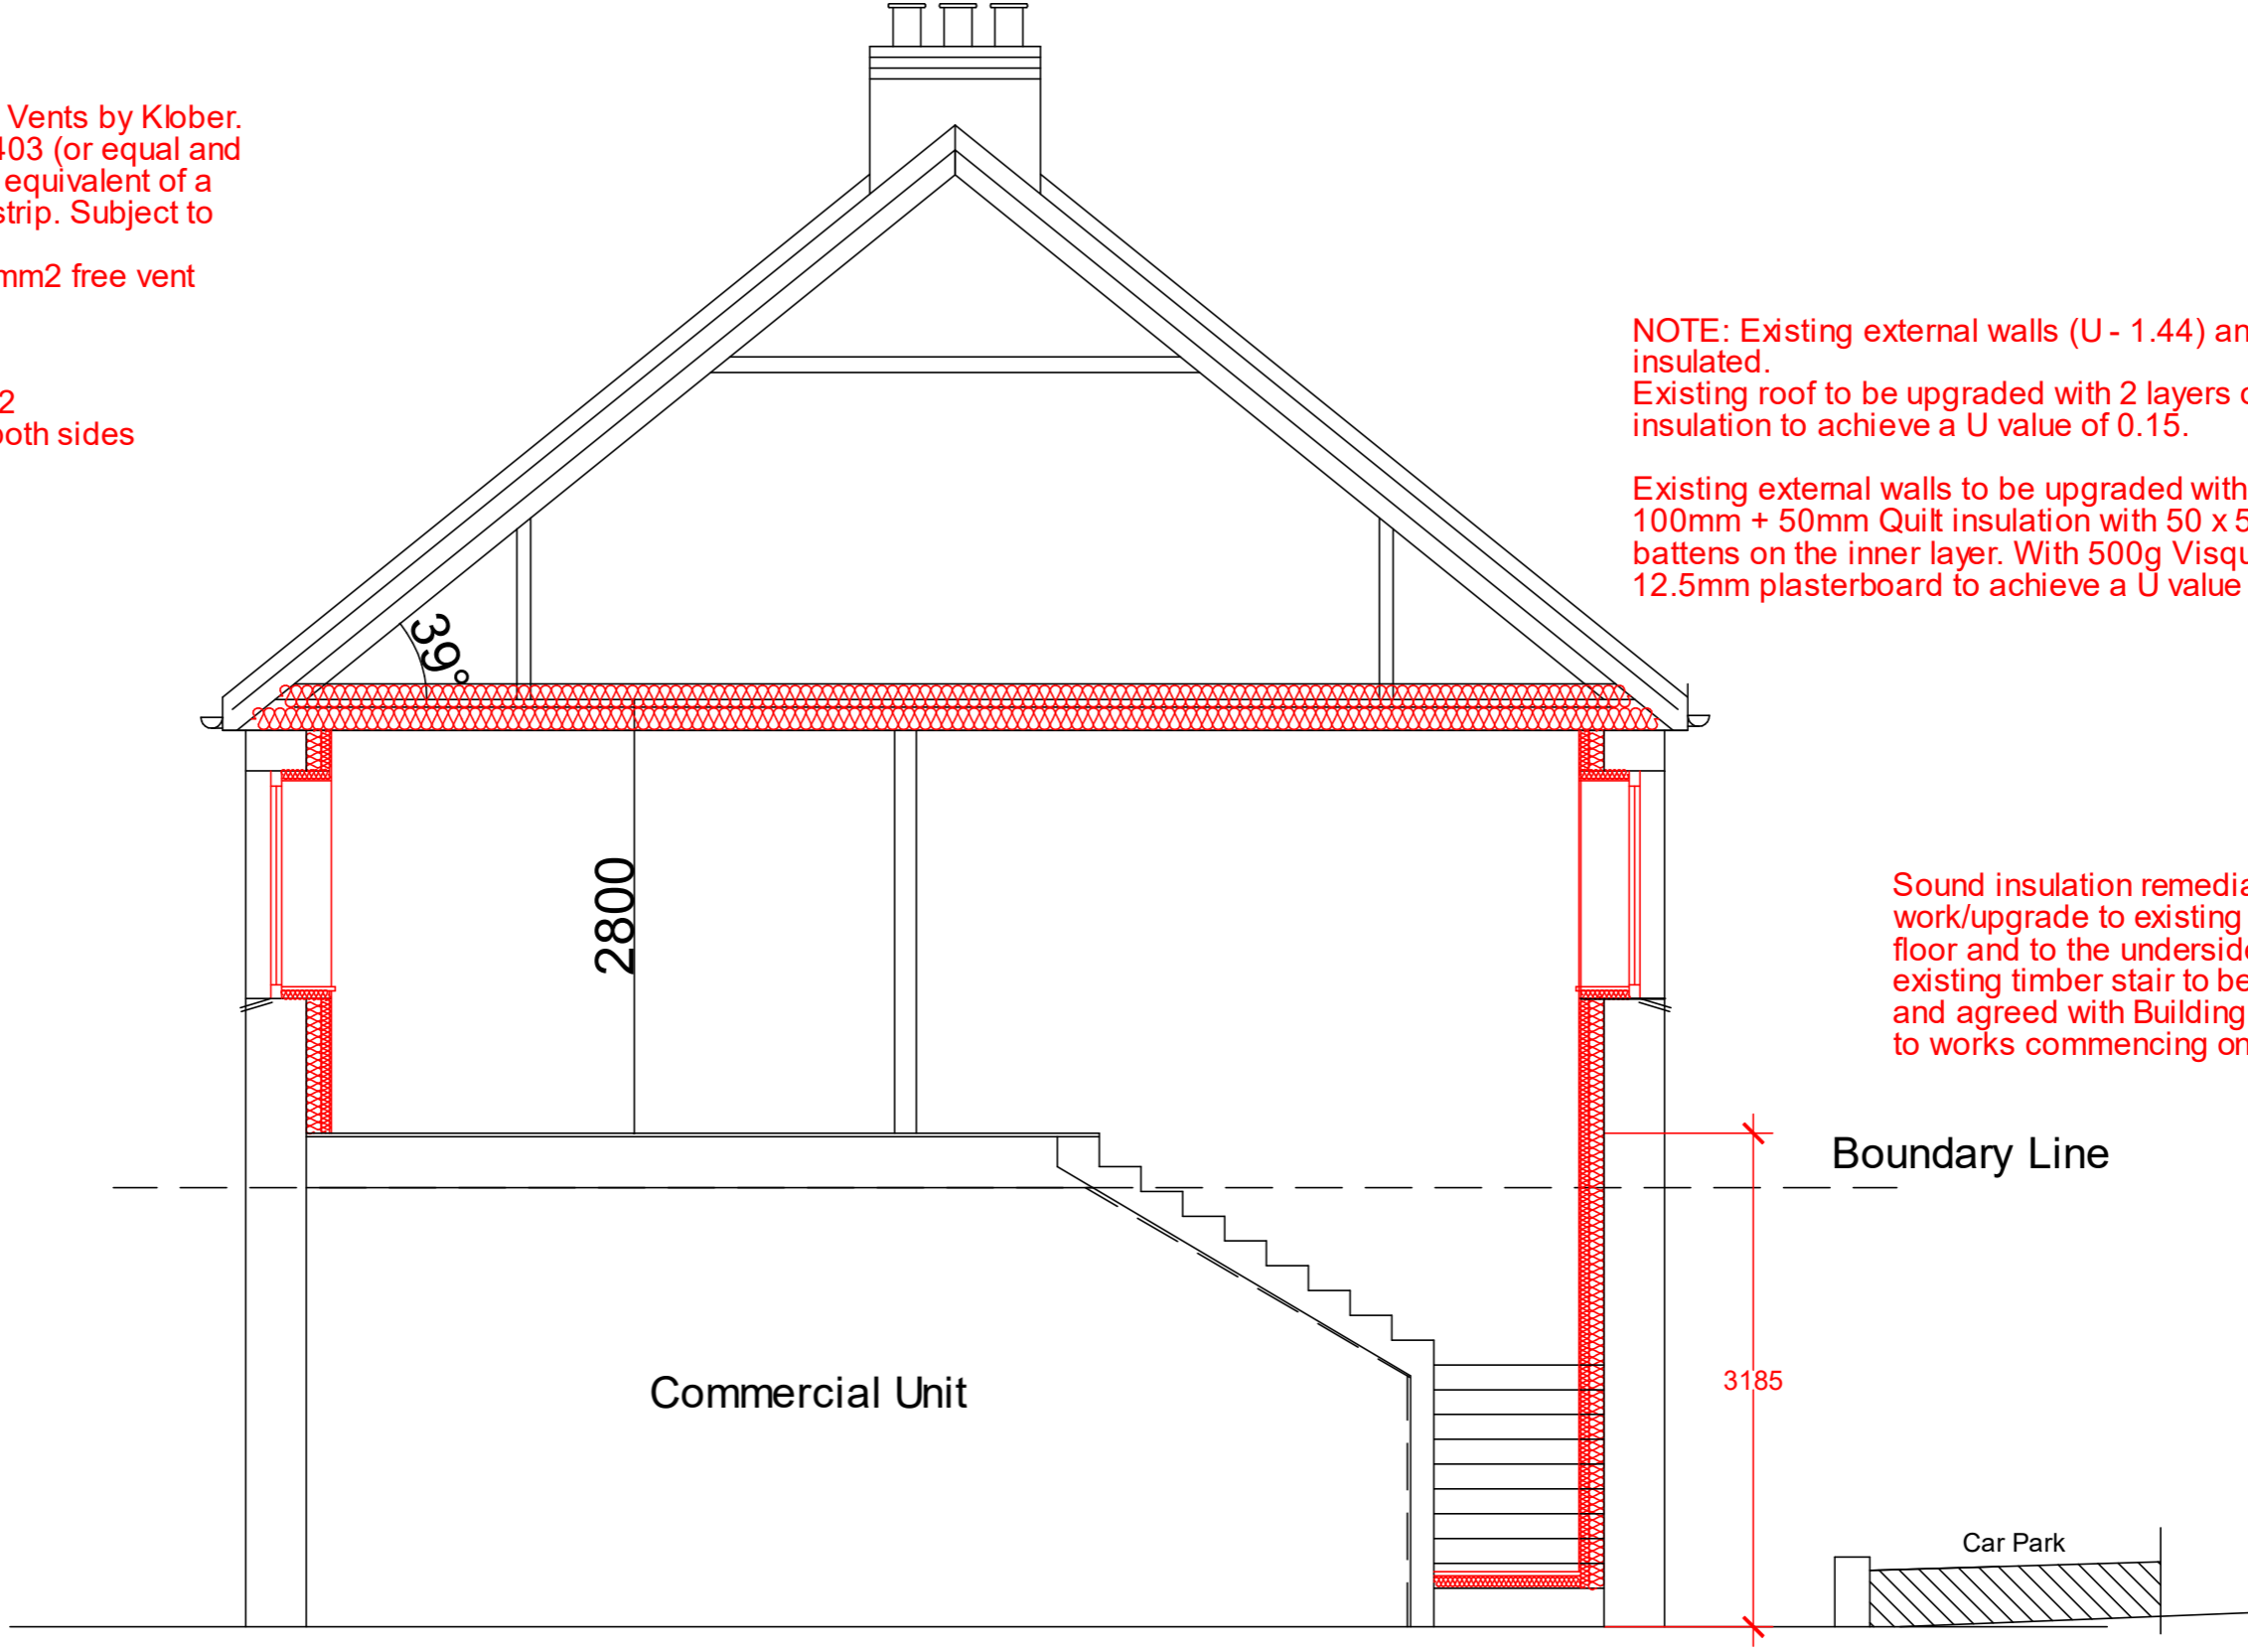 Vents by Klober.
403 (or equal and
equivalent of a
strip. Subject to
mm2 free vent
2
both sides
NOTE: Existing external walls (U - 1.44) an
insulated.
Existing roof to be upgraded with 2 layers
insulation to achieve a U value of 0.15.
Existing external walls to be upgraded with
100mm + 50mm Quilt insulation with 50 x 5
battens on the inner layer. With 500g Visqu
12.5mm plasterboard to achieve a U value
39°
2800
Sound insulation remedia
work/upgrade to existing
floor and to the underside
existing timber stair to be
and agreed with Building
to works commencing on
Boundary Line
Commercial Unit
3185
Car Park